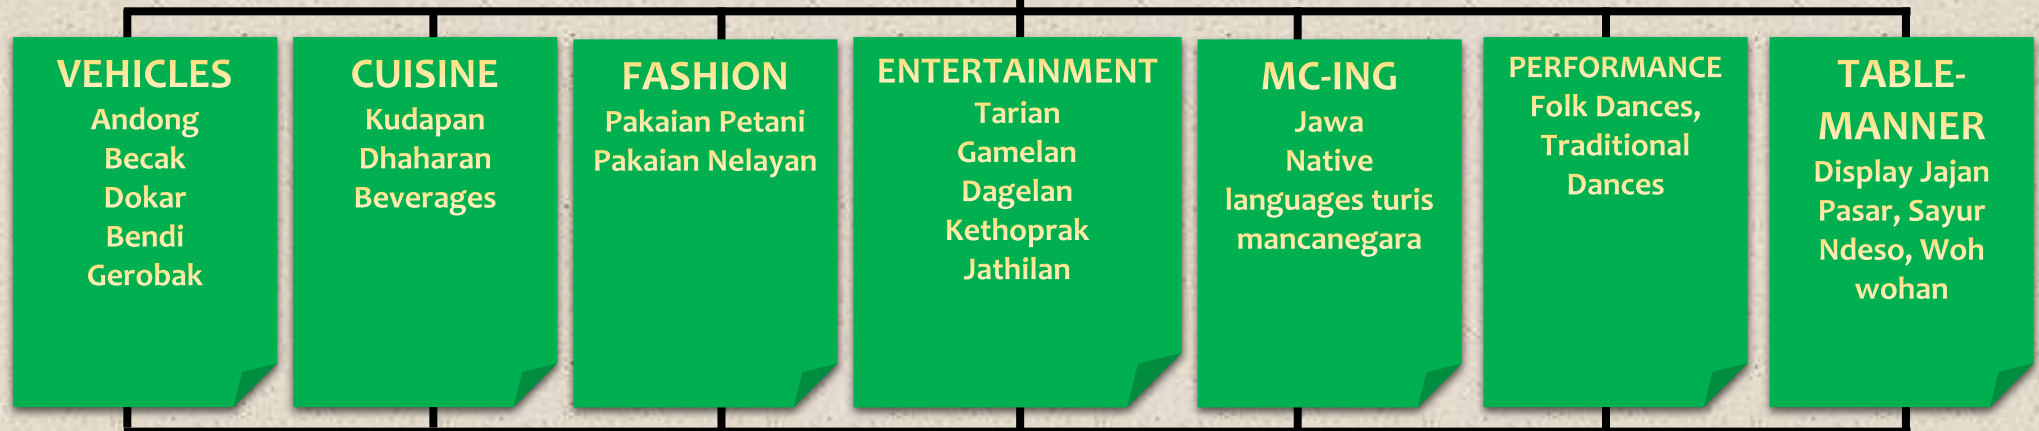 VEHICLES
Andong
Becak
Dokar
Bendi
Gerobak
CUISINE
Kudapan
Dhaharan
Beverages
FASHION
Pakaian Petani
Pakaian Nelayan
ENTERTAINMENT
Tarian
Gamelan
Dagelan
Kethoprak
Jathilan
MC-ING
Jawa
Native
languages turis
mancanegara
PERFORMANCE
Folk Dances,
Traditional
Dances
TABLE-
MANNER
Display Jajan
Pasar, Sayur
Ndeso, Woh
wohan